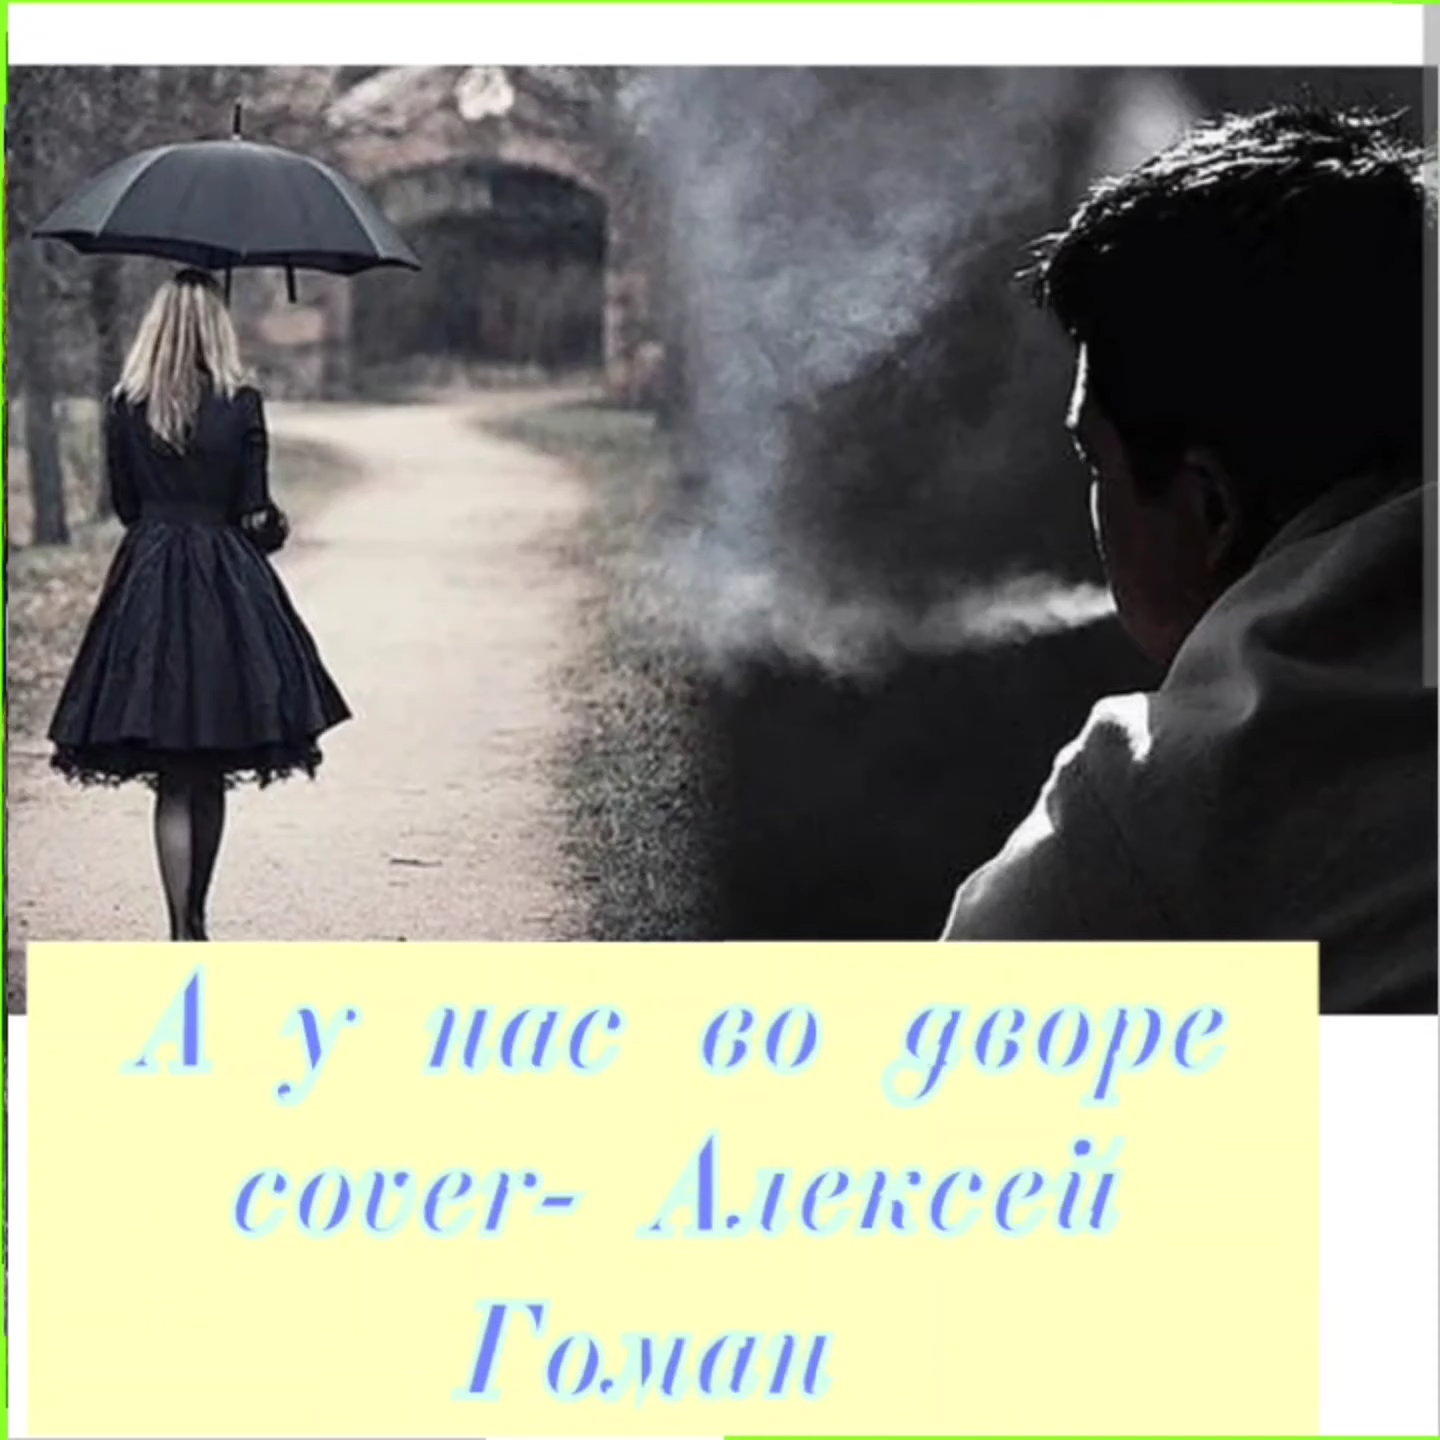 А у нас во дворе
cover- Алексей
Гоман